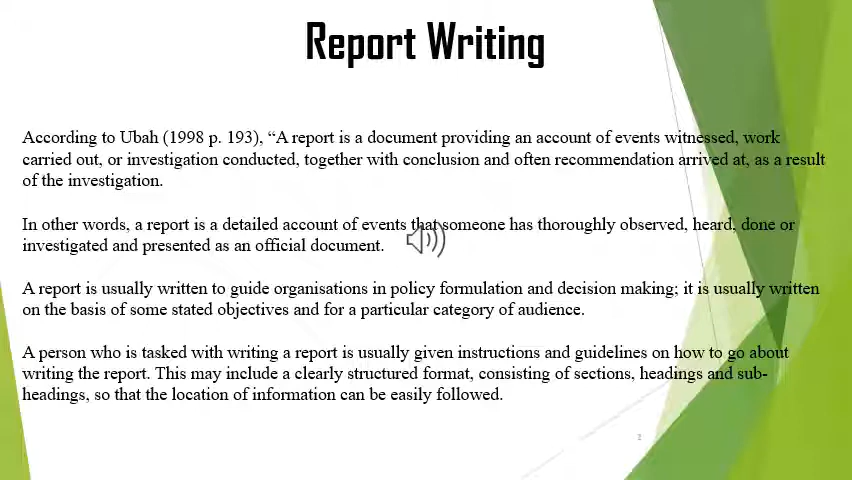 Report Writing
According to Ubah (1998 p. 193), “A report is a document providing an account of events witnessed, work
carried out, or investigation conducted, together with conclusion and often recommendation arrived at, as a result
of the investigation.
In other words, a report is a detailed account of events that someone has thoroughly observed, heard, done or
investigated and presented as an official document.
A report is usually written to guide organisations in policy formulation and decision making; it is usually written
on the basis of some stated objectives and for a particular category of audience.
A person who is tasked with writing a report is usually given instructions and guidelines on how to go about
writing the report. This may include a clearly structured format, consisting of sections, headings and sub-
headings, so that the location of information can be easily followed.
2